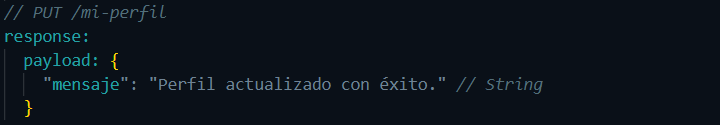 // PUT /mi-perfil
response:
  payload: {
    "mensaje": "Perfil actualizado con éxito." // String
  }